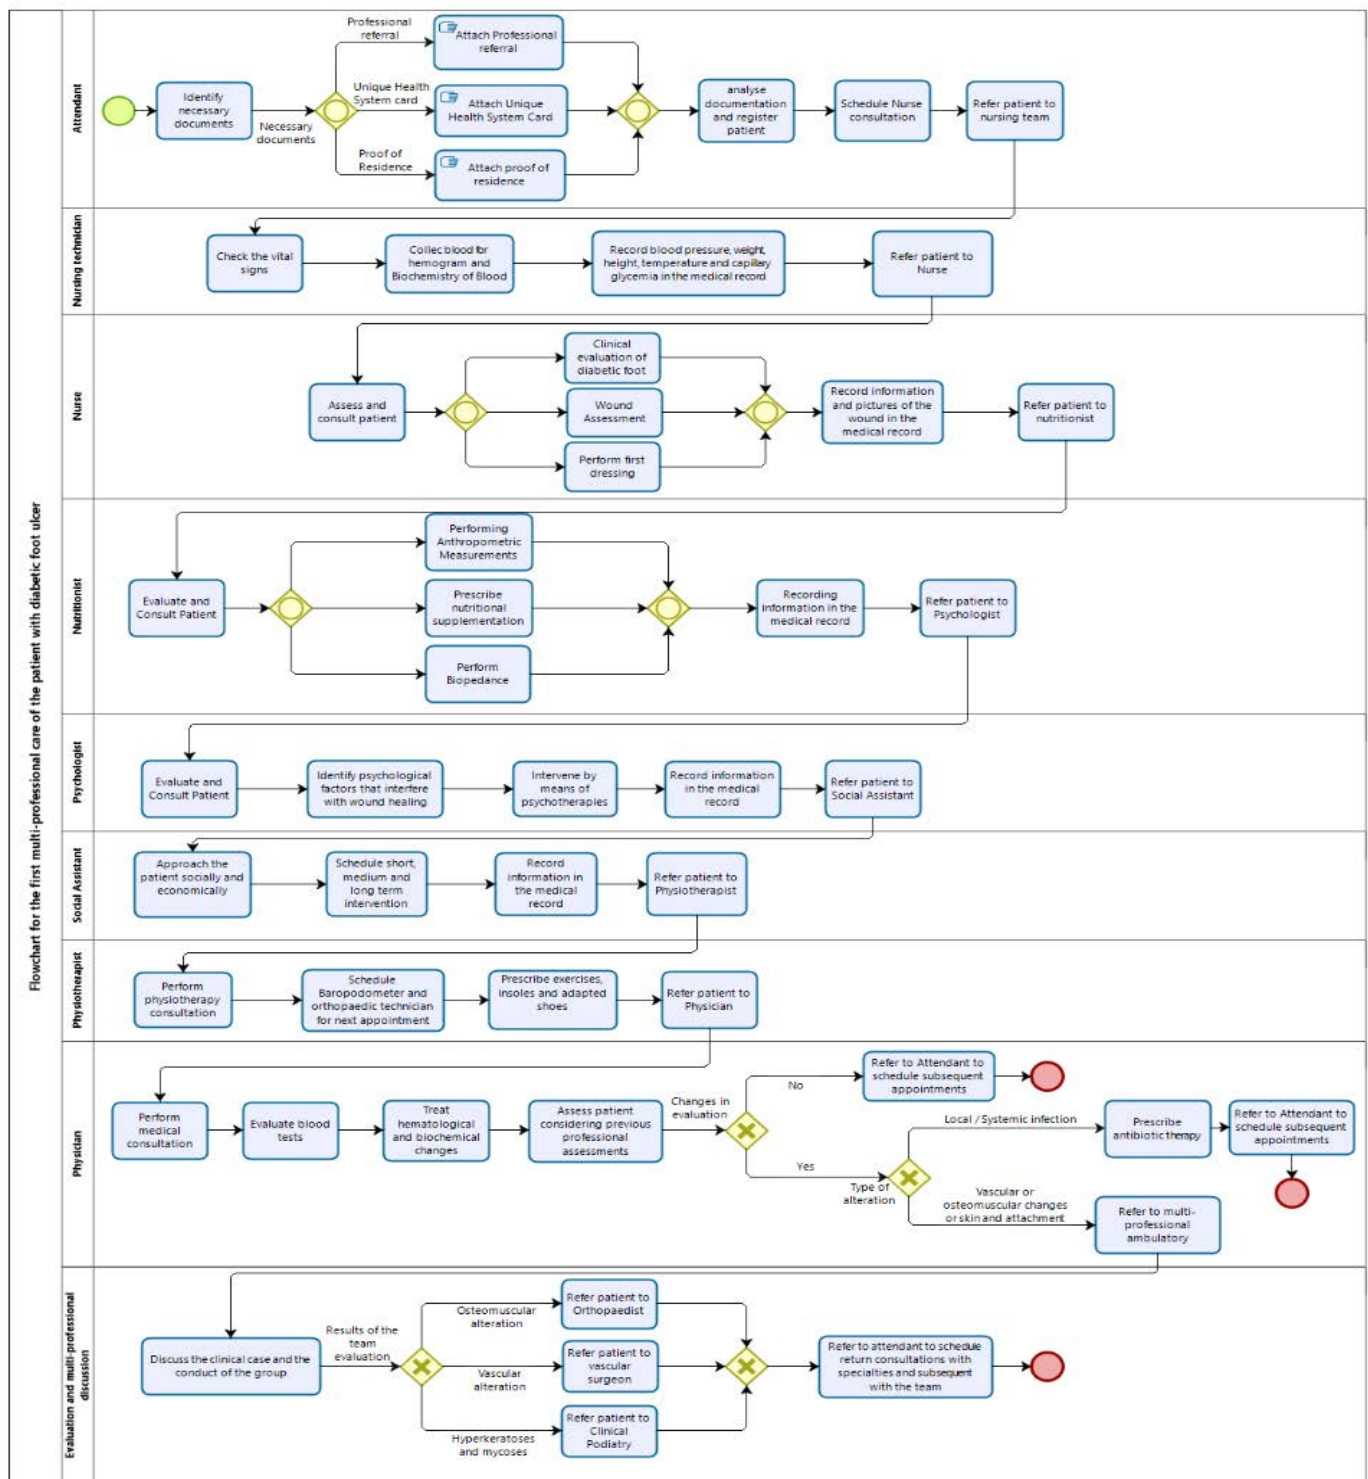 Flowchart for the first multi-professional care of the patient with diabetic foot ulcer
Attendant
Identify
necessary
documents
Necessary
documents
Professional
referral
Attach Professional
referral
Unique Health
System card
Attach Unique
Health System Card
Proof of
Residence
Attach proof of
residence
analyse
documentation
and register
patient
Schedule Nurse
consultation
Refer patient to
nursing team
Nursing technician
Check the vital
signs
Collec blood for
hemogram and
Biochemistry of Blood
Record blood pressure, weight,
height, temperature and capillary
glycemia in the medical record
Refer patient to
Nurse
Nurse
Assess and
consult patient
Clinical
evaluation of
diabetic foot
Wound
Assessment
Perform first
dressing
Record information
and pictures of the
wound in the
medical record
Refer patient to
nutritionist
Nutritionist
Evaluate and
Consult Patient
Performing
Anthropometric
Measurements
Prescribe
nutritional
supplementation
Perform
Biopedance
Recording
information in the
medical record
Refer patient to
Psychologist
Psychologist
Evaluate and
Consult Patient
Identify psychological
factors that interfere
with wound healing
Intervene by
means of
psychotherapies
Record information
in the medical
record
Refer patient to
Social Assistant
Social Assistant
Approach the
patient socially and
economically
Schedule short,
medium and
long term
intervention
Record
information in
the medical
record
Refer patient to
Physiotherapist
Physiotherapist
Perform
physiotherapy
consultation
Schedule
Baropodometer and
orthopaedic technician
for next appointment
Prescribe exercises,
insoles and adapted
shoes
Refer patient to
Physician
Physician
Perform
medical
consultation
Evaluate blood
tests
Treat
hematological
and biochemical
changes
Assess patient
considering previous
professional
assessments
Changes in
evaluation
No
Refer to Attendant to
schedule subsequent
appointments
Yes
Type of
alteration
Local / Systemic infection
Prescribe
antibiotic therapy
Refer to Attendant to
schedule subsequent
appointments
Vascular or
osteomuscular changes
or skin and attachment
Refer to multi-
professional
ambulatory
Evaluation and multi-professional
discussion
Discuss the clinical case and the
conduct of the group
Results of the
team
evaluation
Osteomuscular
alteration
Refer patient to
Orthopaedist
Vascular
alteration
Refer patient to
vascular
surgeon
Hyperkeratoses
and mycoses
Refer patient to
Clinical
Podiatry
Refer to attendant to schedule
return consultations with
specialties and subsequent
with the team